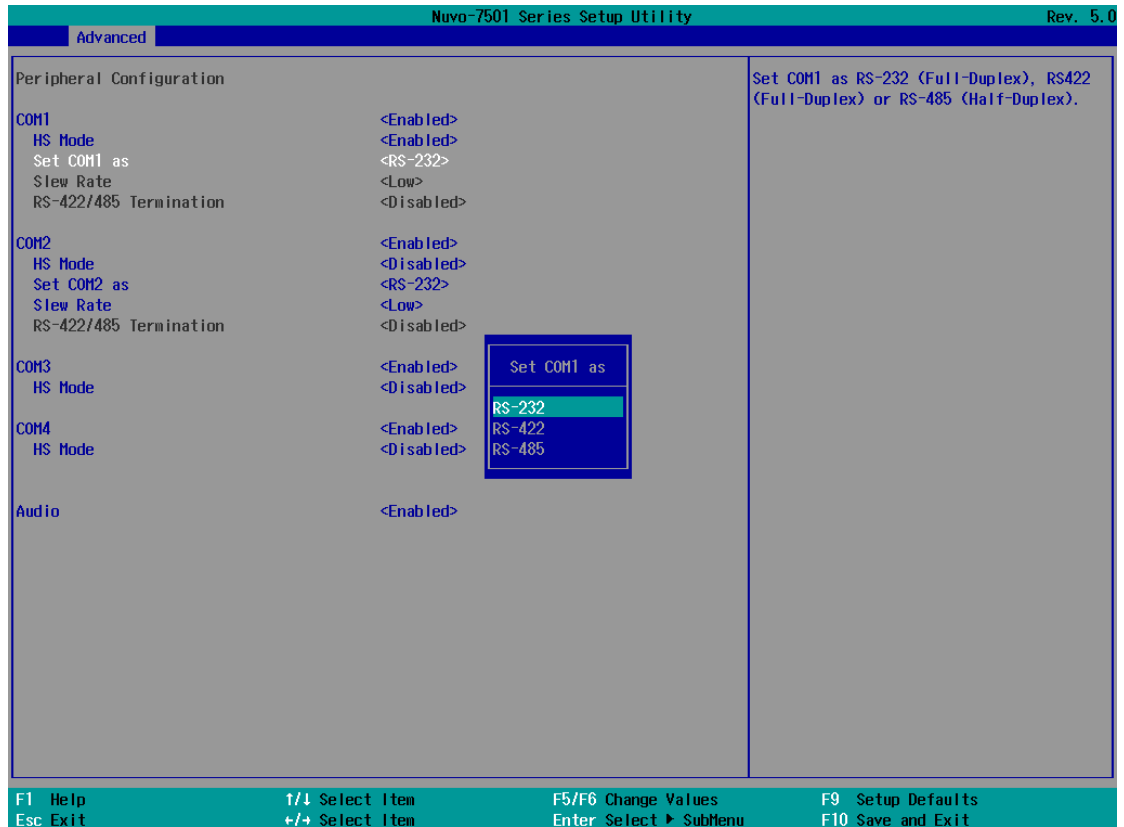 Nuvo-7501 Series Setup Utility Rev. 5.0
Advanced
Peripheral Configuration
COM1 <Enabled>
HS Mode <Enabled>
Set COM1 as <RS-232>
Slew Rate <Low>
RS-422/485 Termination <Disabled>
COM2 <Enabled>
HS Mode <Disabled>
Set COM2 as <RS-232>
Slew Rate <Low>
RS-422/485 Termination <Disabled>
COM3 <Enabled>
HS Mode <Disabled>
COM4 <Enabled>
HS Mode <Disabled>
Audio <Enabled>
Set COM1 as
RS-232
RS-422
RS-485
Set COM1 as RS-232 (Full-Duplex), RS422
(Full-Duplex) or RS-485 (Half-Duplex).
F1 Help ↑/↓ Select Item F5/F6 Change Values F9 Setup Defaults
Esc Exit ←/→ Select Item Enter Select ▶ SubMenu F10 Save and Exit